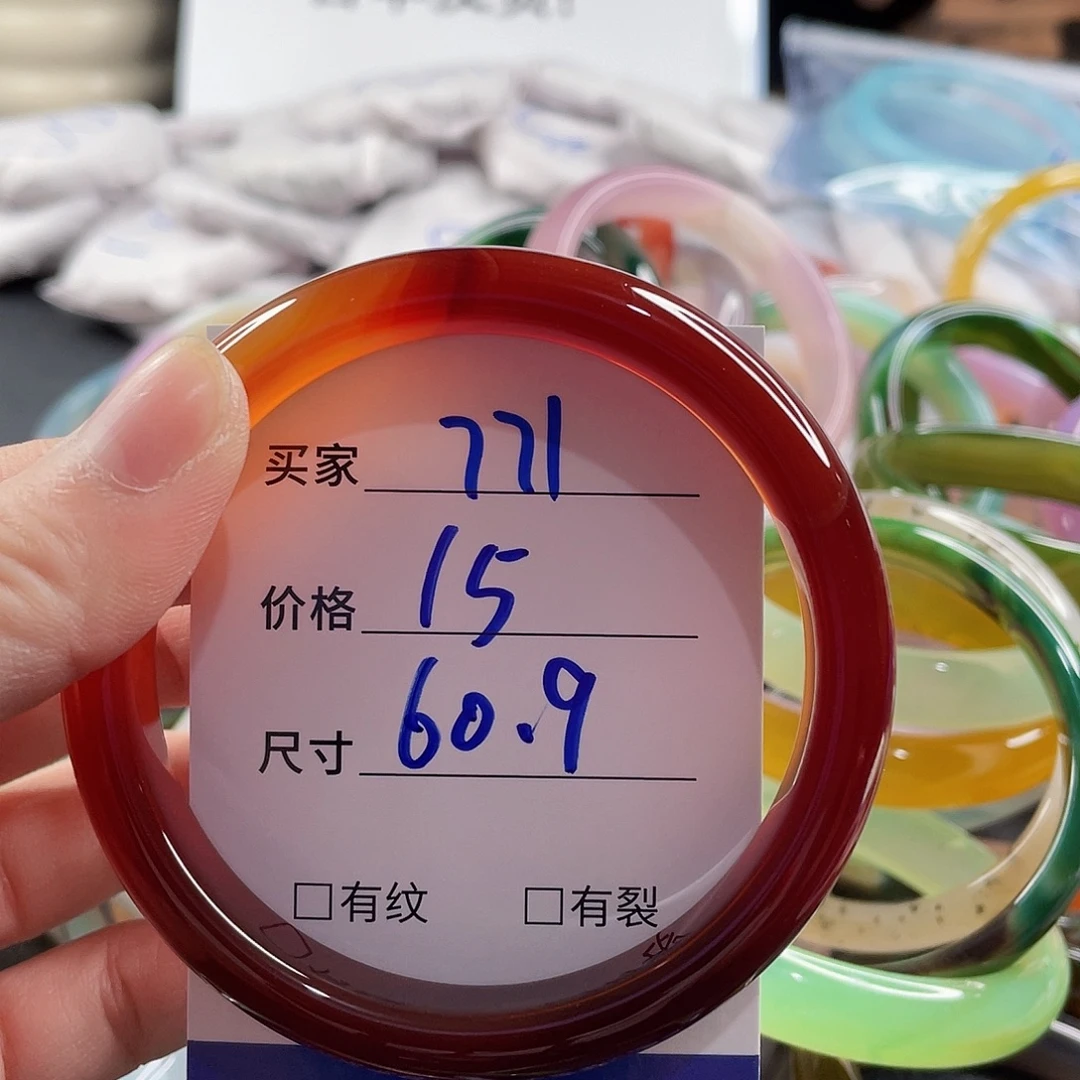 买家 771
价格 15
尺寸 60.9
□有纹 □有裂